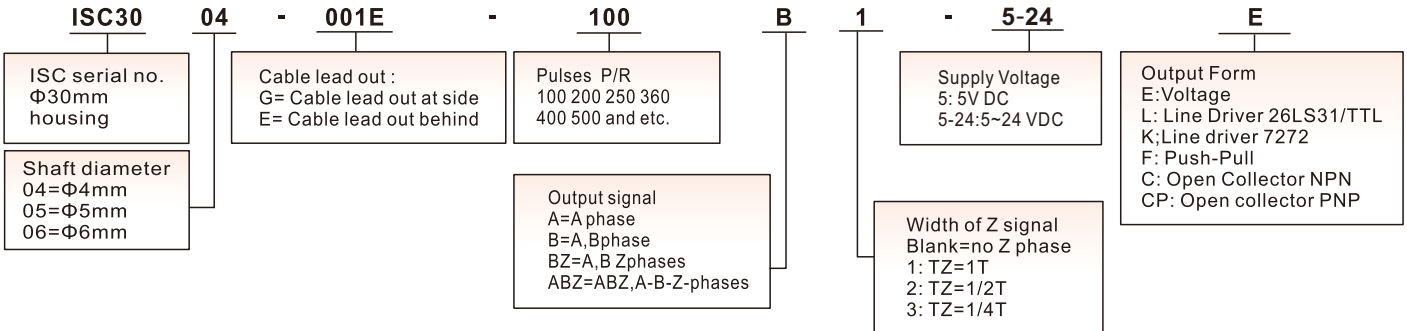 ISC30 04 - 001E - 100 B 1 - 5-24 E
ISC serial no.
Φ30mm
housing
Shaft diameter
04=Φ4mm
05=Φ5mm
06=Φ6mm
Cable lead out :
G= Cable lead out at side
E= Cable lead out behind
Pulses P/R
100 200 250 360
400 500 and etc.
Output signal
A=A phase
B=A,Bphase
BZ=A,B Zphases
ABZ=ABZ,A-B-Z-phases
Width of Z signal
Blank=no Z phase
1: TZ=1T
2: TZ=1/2T
3: TZ=1/4T
Supply Voltage
5: 5V DC
5-24:5~24 VDC
Output Form
E:Voltage
L: Line Driver 26LS31/TTL
K;Line driver 7272
F: Push-Pull
C: Open Collector NPN
CP: Open collector PNP